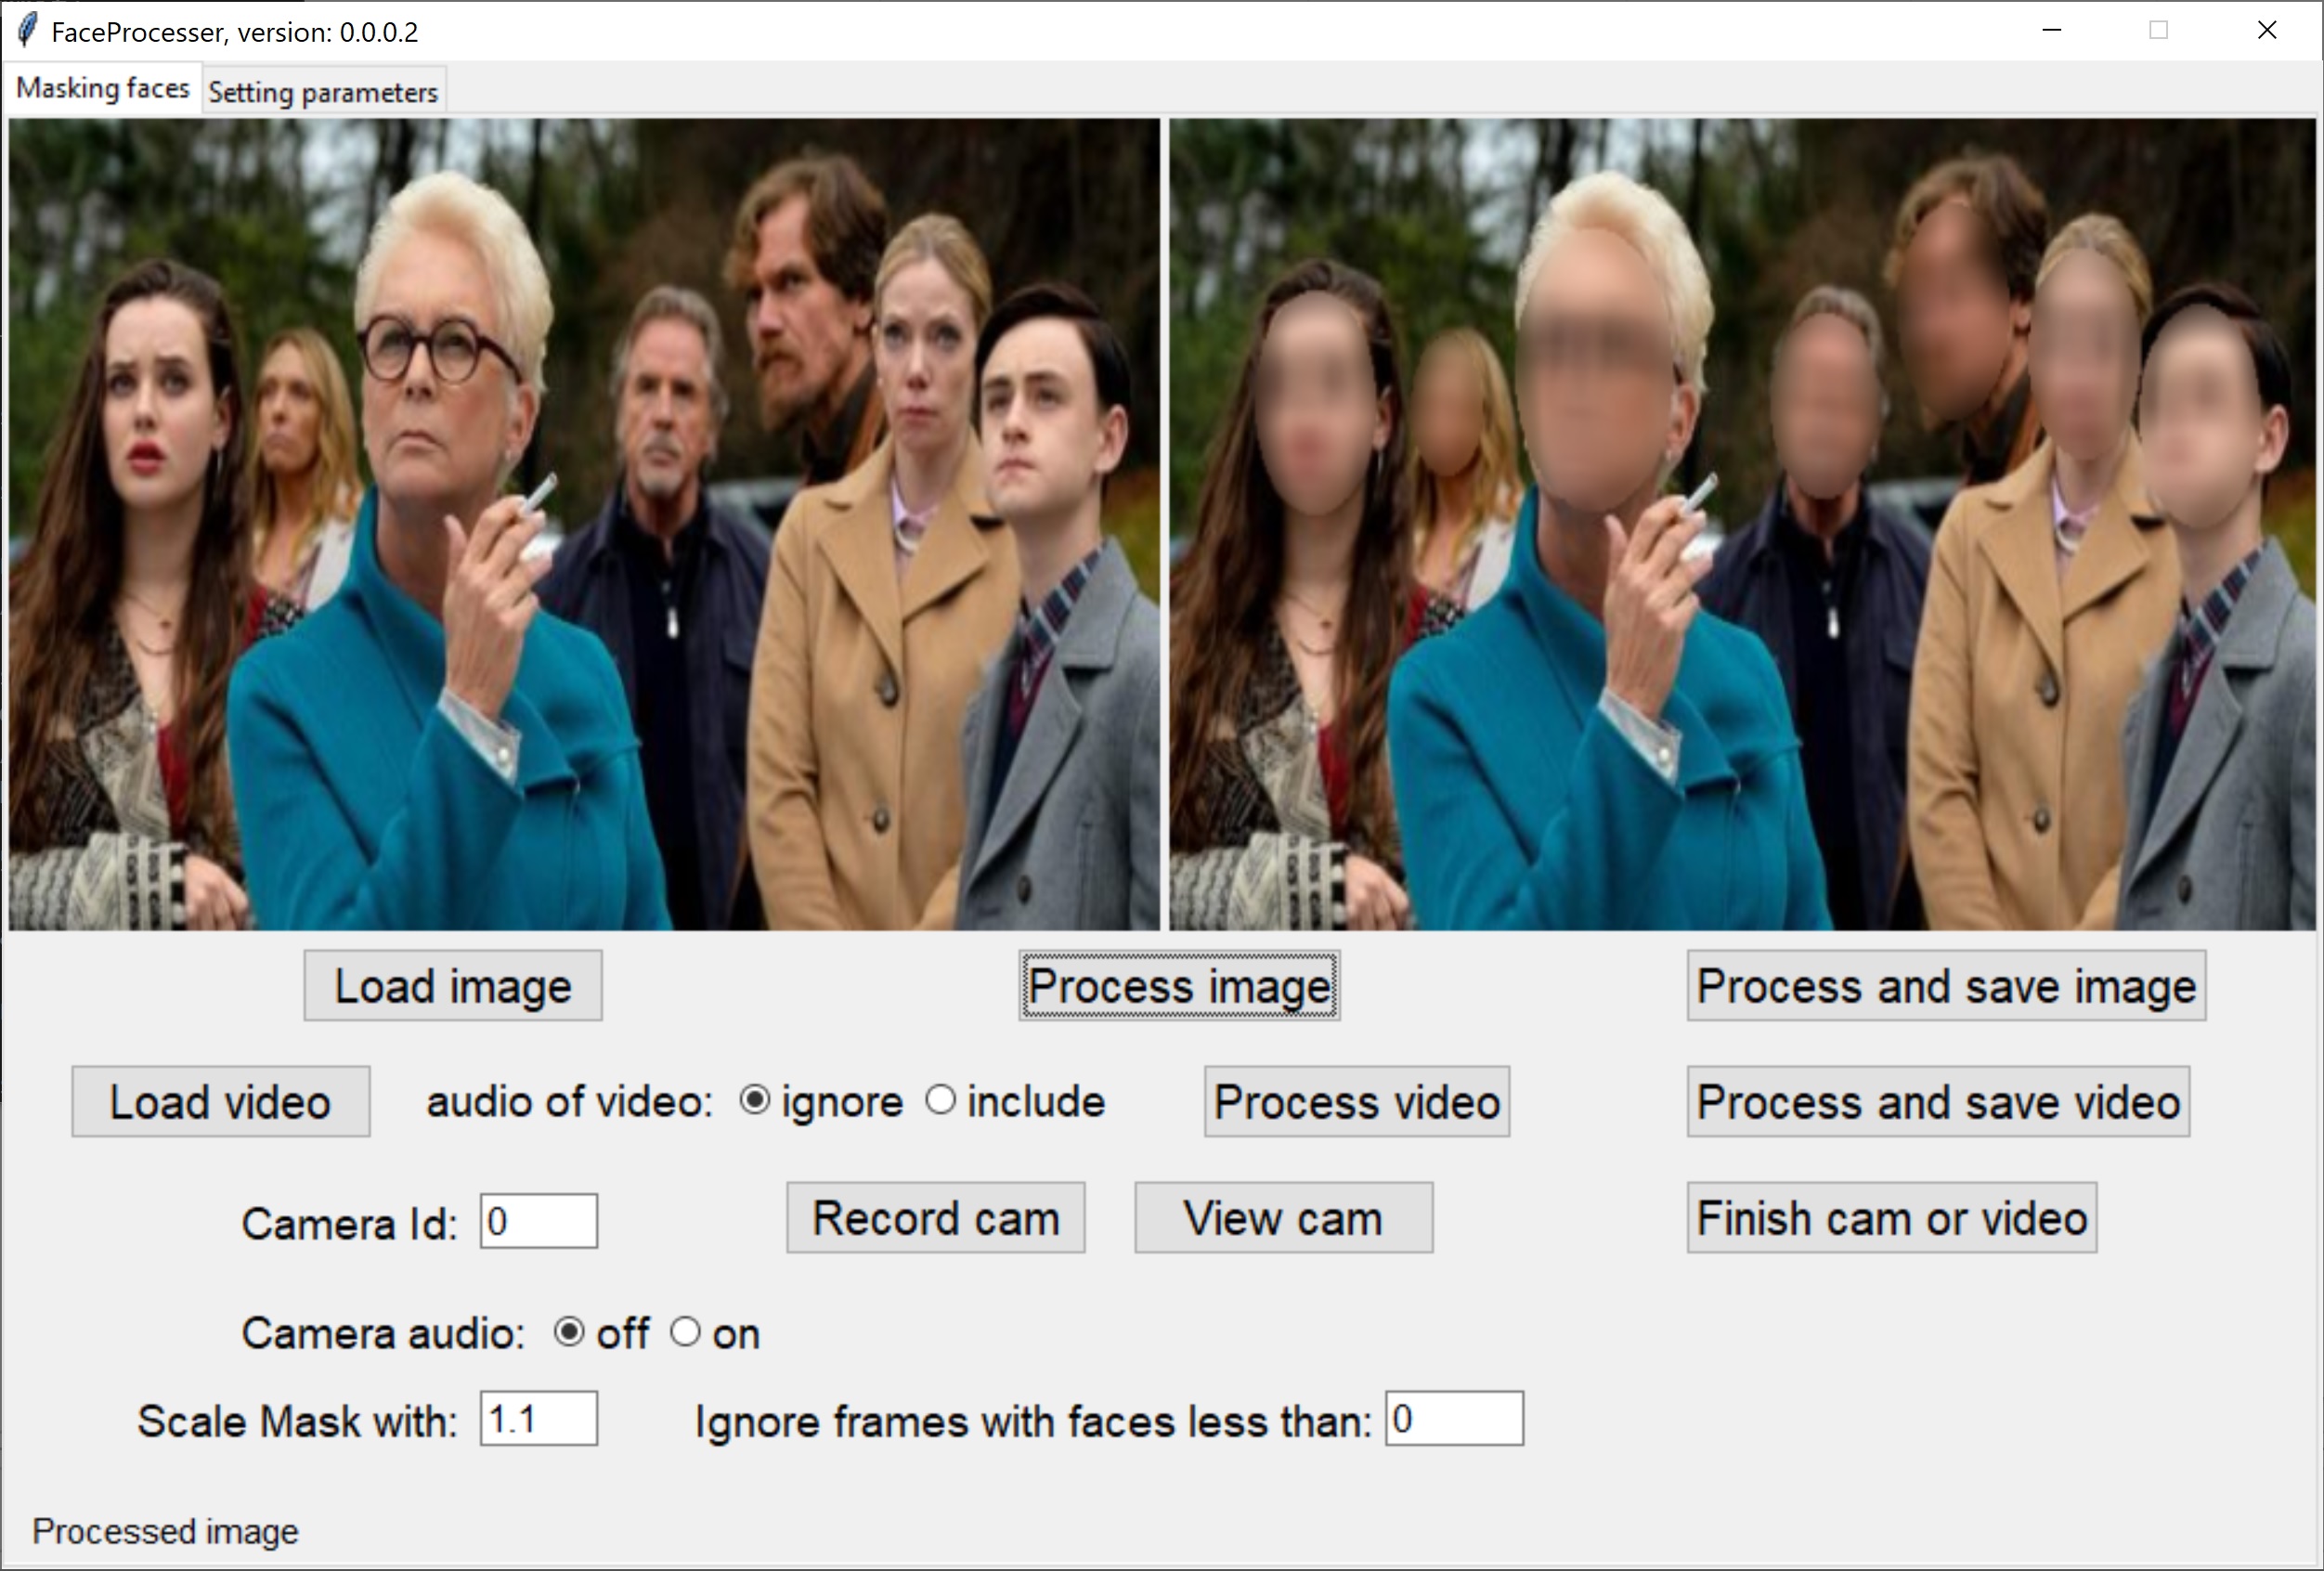 FaceProcesser, version: 0.0.0.2
Masking faces Setting parameters
Load image Process image Process and save image
Load video audio of video: ignore include Process video Process and save video
Camera Id: 0 Record cam View cam Finish cam or video
Camera audio: off on
Scale Mask with: 1.1 Ignore frames with faces less than: 0
Processed image